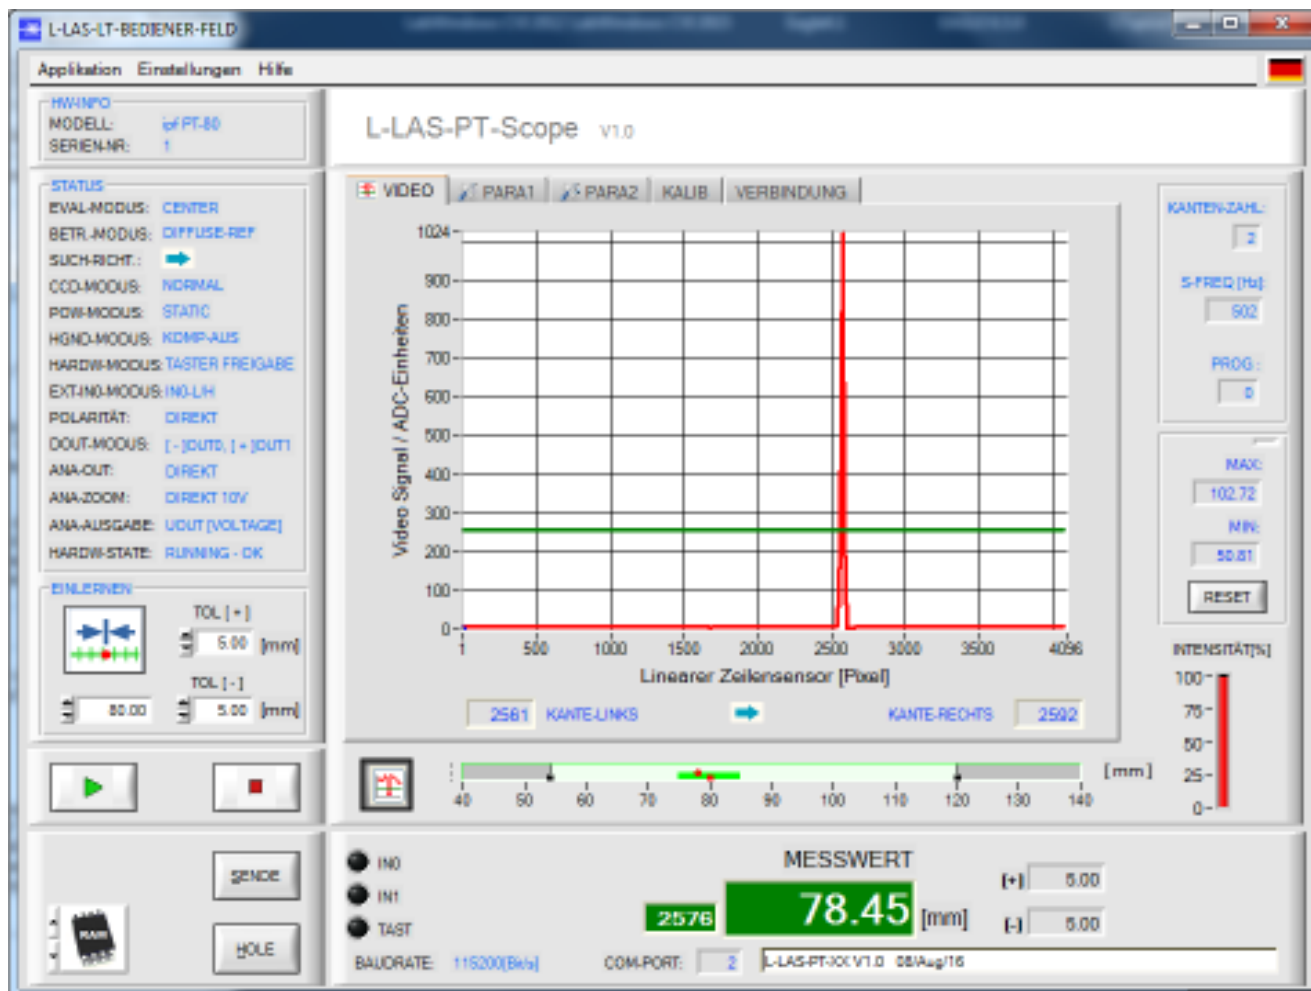 L-LAS-LT-BEDIENER-FELD
Applikation Einstellungen Hilfe
HW-INFO
MODELL: ipf PT-80
SERIEN-NR: 1
L-LAS-PT-Scope V1.0
STATUS
EVAL-MODUS: CENTER
BETR.-MODUS: DIFFUSE-REF
SUCH-RICHT.:
CCD-MODUS: NORMAL
POW-MODUS: STATIC
HGND-MODUS: KOMP-AUS
HARDW-MODUS: TASTER FREIGABE
EXT-IN0-MODUS: IN0-L/H
POLARITÄT: DIREKT
DOUT-MODUS: [ - ]OUT0, [ + ]OUT1
ANA-OUT: DIREKT
ANA-ZOOM: DIREKT 10V
ANA-AUSGABE: UOUT [VOLTAGE]
HARDW-STATE: RUNNING - OK
EINLERNEN
TOL [ + ]
5.00 [mm]
TOL [ - ]
80.00 5.00 [mm]
VIDEO PARA1 PARA2 KALIB VERBINDUNG
Video Signal / ADC-Einheiten
1024
900
800
700
600
500
400
300
200
100
0
1 500 1000 1500 2000 2500 3000 3500 4096
Linearer Zeilensensor [Pixel]
2561 KANTE-LINKS KANTE-RECHTS 2592
KANTEN-ZAHL:
2
S-FREQ [Hz]:
502
PROG.:
0
MAX:
102.72
MIN:
50.81
RESET
INTENSITÄT[%]
100
75
50
25
0
[mm]
40 50 60 70 80 90 100 110 120 130 140
SENDE
RAM
HOLE
IN0
IN1
TAST
MESSWERT
2576 78.45 [mm]
[+] 5.00
[-] 5.00
BAUDRATE: 115200[Bit/s] COM-PORT: 2 L-LAS-PT-XX V1.0 08/Aug/16